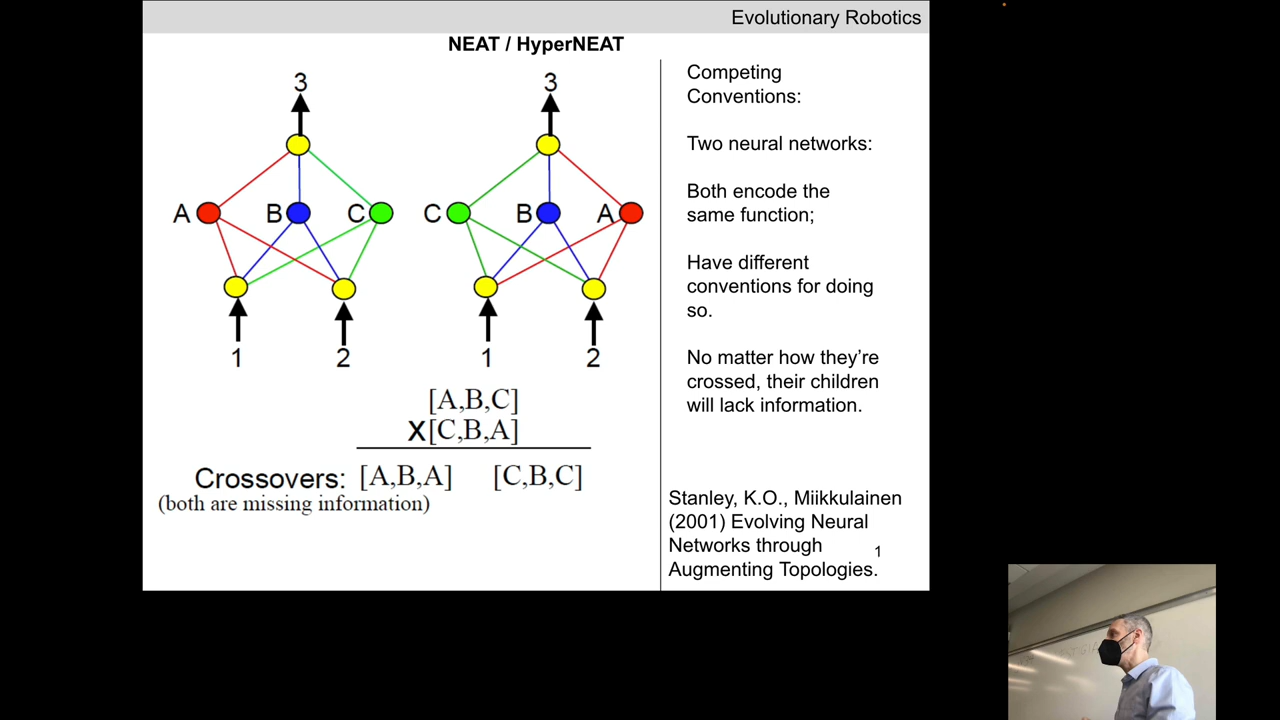 Evolutionary Robotics
NEAT / HyperNEAT
3
3
A
B
C
C
B
A
1
2
1
2
[A,B,C]
X[C,B,A]
Crossovers: [A,B,A] [C,B,C]
(both are missing information)
Competing
Conventions:
Two neural networks:
Both encode the
same function;
Have different
conventions for doing
so.
No matter how they’re
crossed, their children
will lack information.
Stanley, K.O., Miikkulainen
(2001) Evolving Neural
Networks through
Augmenting Topologies.
1